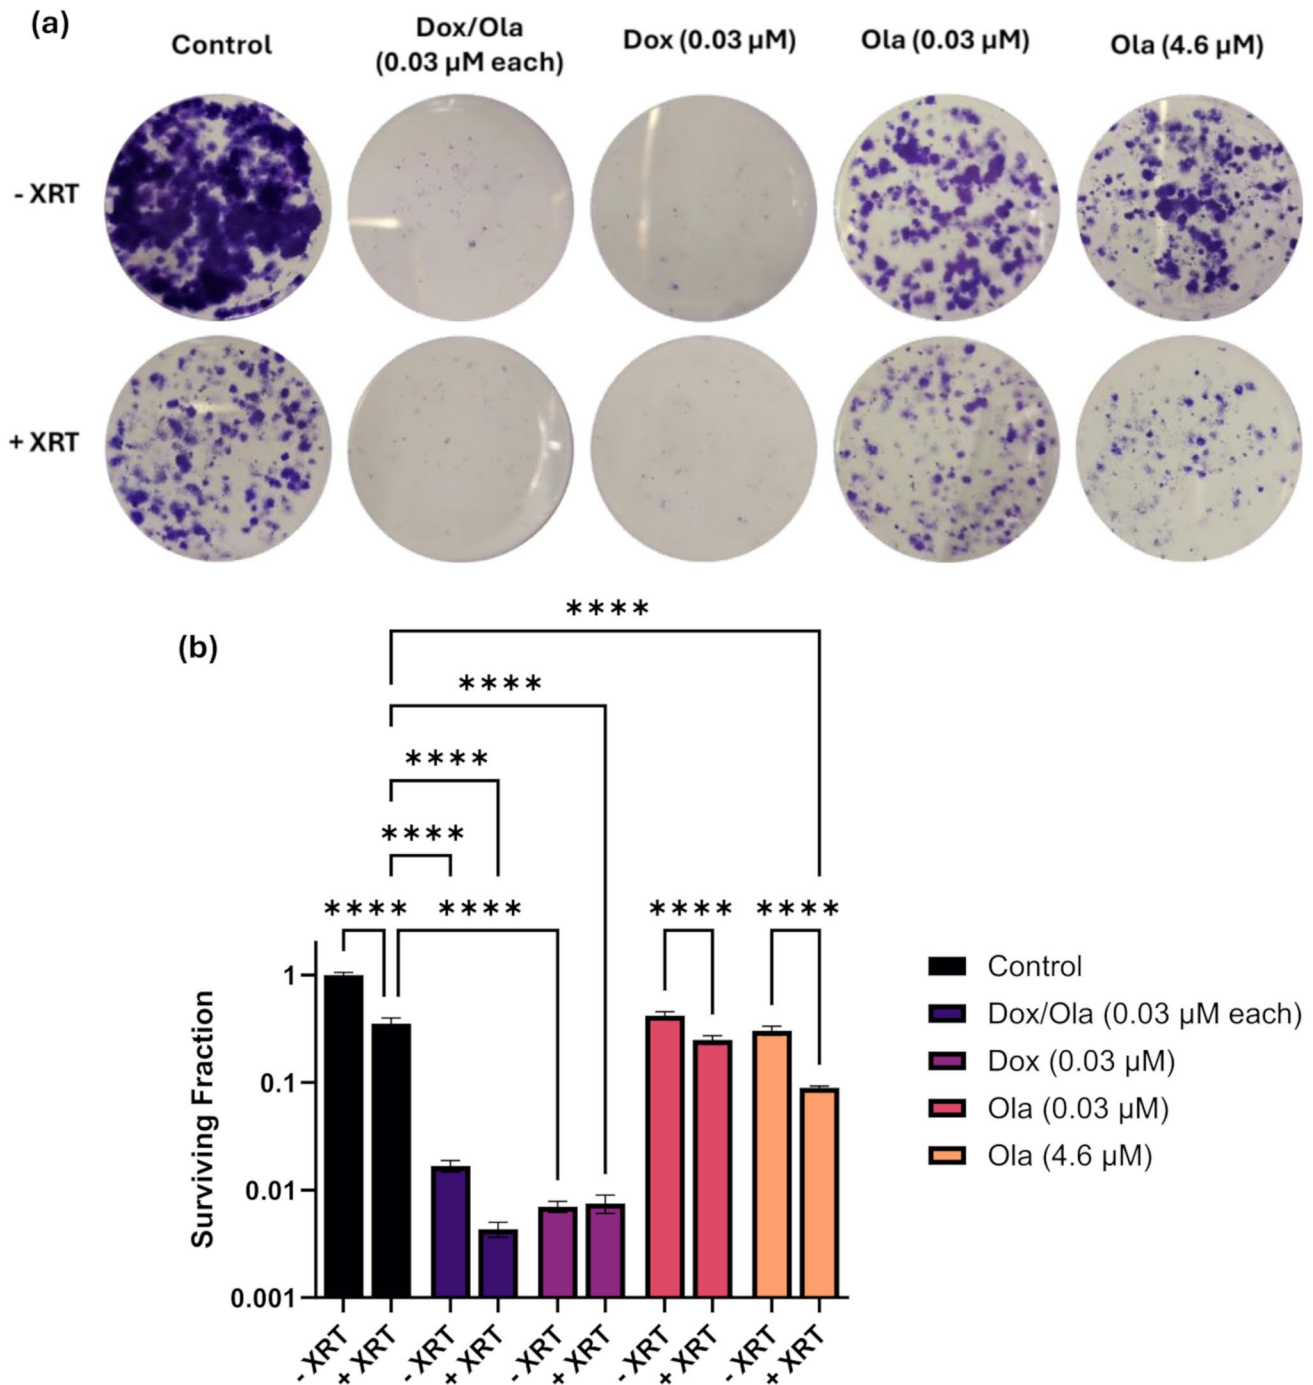 (a)
Control
Dox/Ola
(0.03 µM each)
Dox (0.03 µM)
Ola (0.03 µM)
Ola (4.6 µM)
- XRT
+ XRT
(b)
****
****
****
****
**** **** **** ****
Surviving Fraction
1
0.1
0.01
0.001
- XRT
+ XRT
- XRT
+ XRT
- XRT
+ XRT
- XRT
+ XRT
- XRT
+ XRT
Control
Dox/Ola (0.03 µM each)
Dox (0.03 µM)
Ola (0.03 µM)
Ola (4.6 µM)